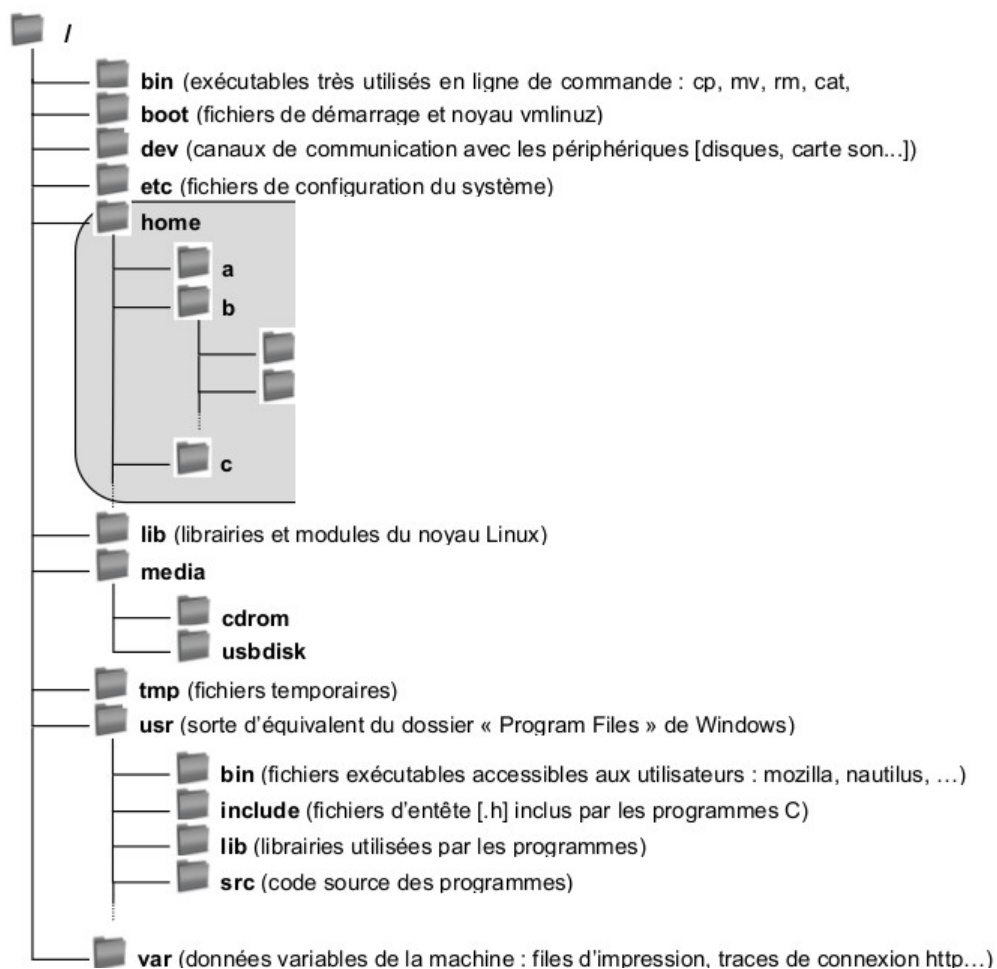 /
bin (exécutables très utilisés en ligne de commande : cp, mv, rm, cat,
boot (fichiers de démarrage et noyau vmlinuz)
dev (canaux de communication avec les périphériques [disques, carte son...])
etc (fichiers de configuration du système)
home
a
b
c
lib (librairies et modules du noyau Linux)
media
cdrom
usbdisk
tmp (fichiers temporaires)
usr (sorte d'équivalent du dossier « Program Files » de Windows)
bin (fichiers exécutables accessibles aux utilisateurs : mozilla, nautilus, …)
include (fichiers d'entête [.h] inclus par les programmes C)
lib (librairies utilisées par les programmes)
src (code source des programmes)
var (données variables de la machine : files d'impression, traces de connexion http…)